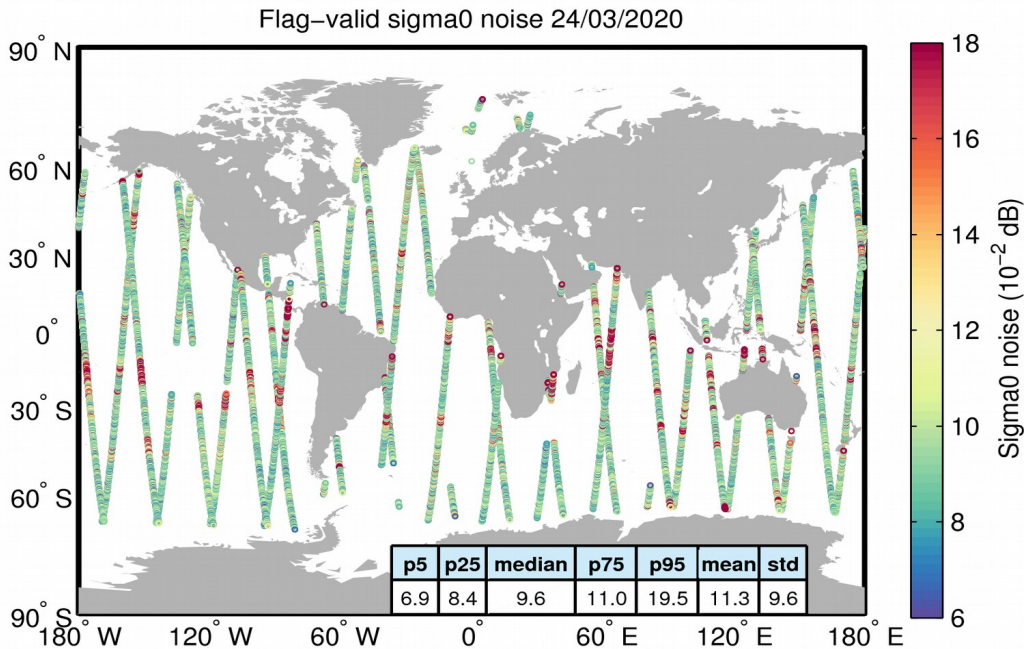 Flag−valid sigma0 noise 24/03/2020
90° N
60° N
30° N
0°
30° S
60° S
90° S
180° W
120° W
60° W
0°
60° E
120° E
180° E
p5 p25 median p75 p95 mean std
6.9 8.4 9.6 11.0 19.5 11.3 9.6
18
16
14
12
10
8
6
Sigma0 noise (10⁻² dB)